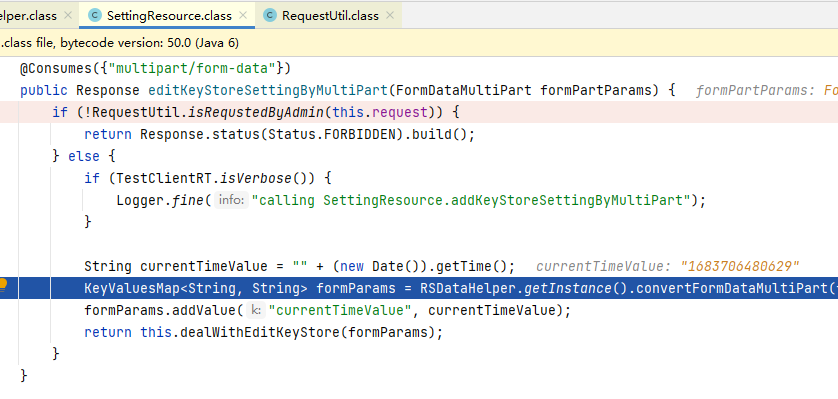 elper.class SettingResource.class RequestUtil.class
.class file, bytecode version: 50.0 (Java 6)
@Consumes({"multipart/form-data"})
public Response editKeyStoreSettingByMultiPart(FormDataMultiPart formPartParams) { formPartParams: Fo
if (!RequestUtil.isRequstedByAdmin(this.request)) {
return Response.status(Status.FORBIDDEN).build();
} else {
if (TestClientRT.isVerbose()) {
Logger.fine( info: "calling SettingResource.addKeyStoreSettingByMultiPart");
}
String currentTimeValue = "" + (new Date()).getTime(); currentTimeValue: "1683706480629"
KeyValuesMap<String, String> formParams = RSDataHelper.getInstance().convertFormDataMultiPart(
formParams.addValue( k: "currentTimeValue", currentTimeValue);
return this.dealWithEditKeyStore(formParams);
}
}